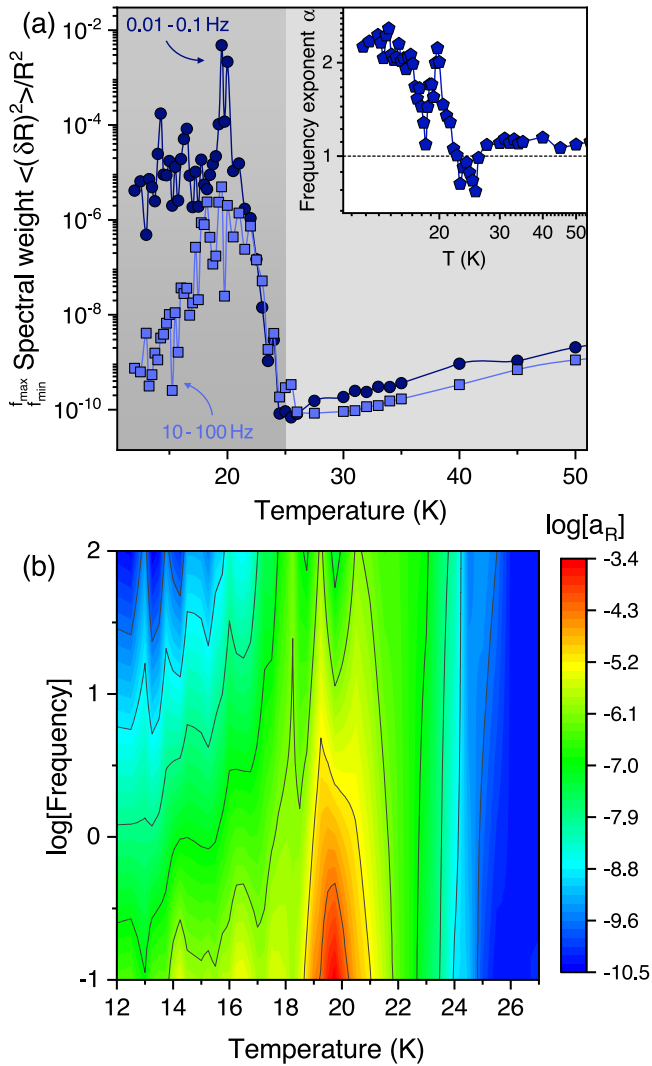 (a)
0.01 - 0.1 Hz
10 - 100 Hz
f_max f_min Spectral weight <(δR)²>/R²
10⁻²
10⁻⁴
10⁻⁶
10⁻⁸
10⁻¹⁰
20 30 40 50
Temperature (K)
Frequency exponent α
2
1
20 30 40 50
T (K)
(b)
log[Frequency]
2
1
0
-1
12 14 16 18 20 22 24 26
Temperature (K)
log[a_R]
-3.4
-4.3
-5.2
-6.1
-7.0
-7.9
-8.8
-9.6
-10.5